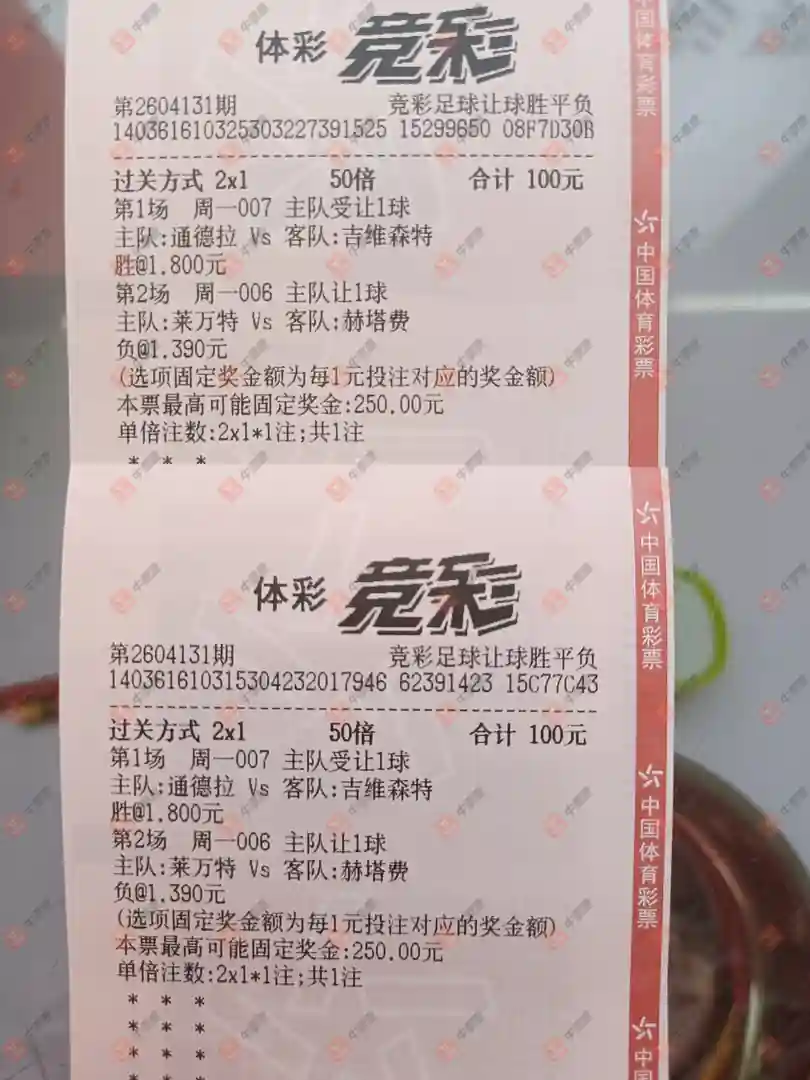 体彩 竞彩
第2604131期 竞彩足球让球胜平负
140361610325303227391525 15299650 08F7D30B
过关方式 2x1 50倍 合计 100元
第1场 周一007 主队受让1球
主队:通德拉 Vs 客队:吉维森特
胜@1.800元
第2场 周一006 主队让1球
主队:莱万特 Vs 客队:赫塔费
负@1.390元
(选项固定奖金额为每1元投注对应的奖金额)
本票最高可能固定奖金:250.00元
单倍注数:2x1*1注;共1注
* * *
体彩 竞彩
第2604131期 竞彩足球让球胜平负
140361610315304232017946 62391423 15C77C43
过关方式 2x1 50倍 合计 100元
第1场 周一007 主队受让1球
主队:通德拉 Vs 客队:吉维森特
胜@1.800元
第2场 周一006 主队让1球
主队:莱万特 Vs 客队:赫塔费
负@1.390元
(选项固定奖金额为每1元投注对应的奖金额)
本票最高可能固定奖金:250.00元
单倍注数:2x1*1注;共1注
* * *
* * *
* * *
* * *
中国体育彩票
中国体育彩票
中国体育彩票
中国体育彩票
中国